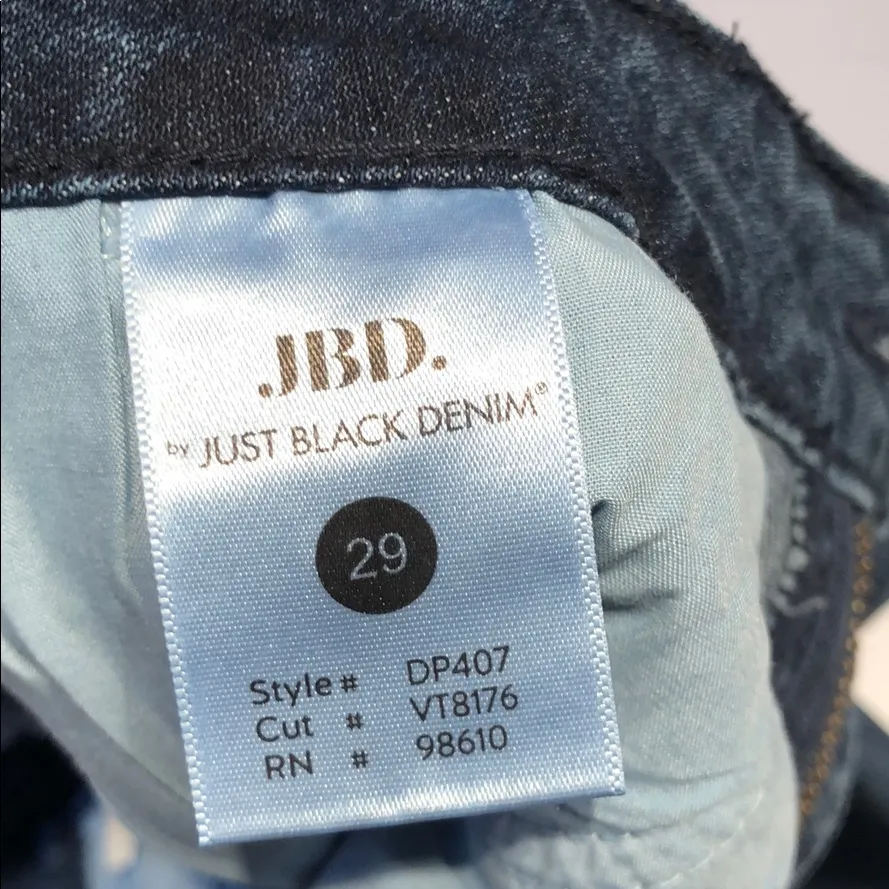 JBD.
BY JUST BLACK DENIM®
29
Style # DP407
Cut # VT8176
RN # 98610